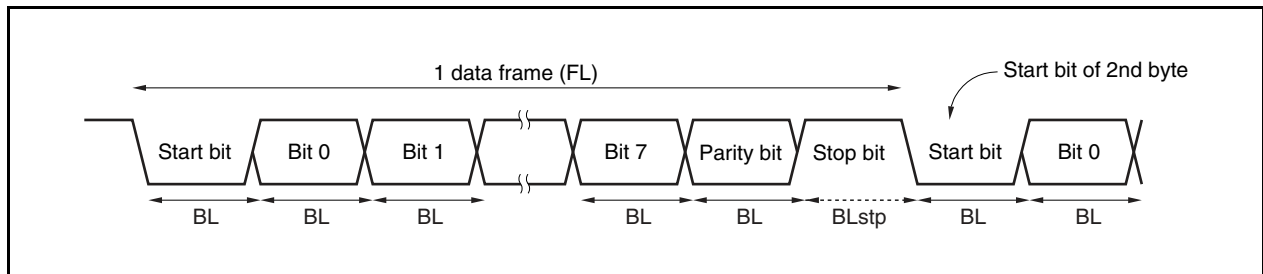 1 data frame (FL)
Start bit of 2nd byte
Start bit Bit 0 Bit 1 Bit 7 Parity bit Stop bit Start bit Bit 0
BL BL BL BL BL BLstp BL BL